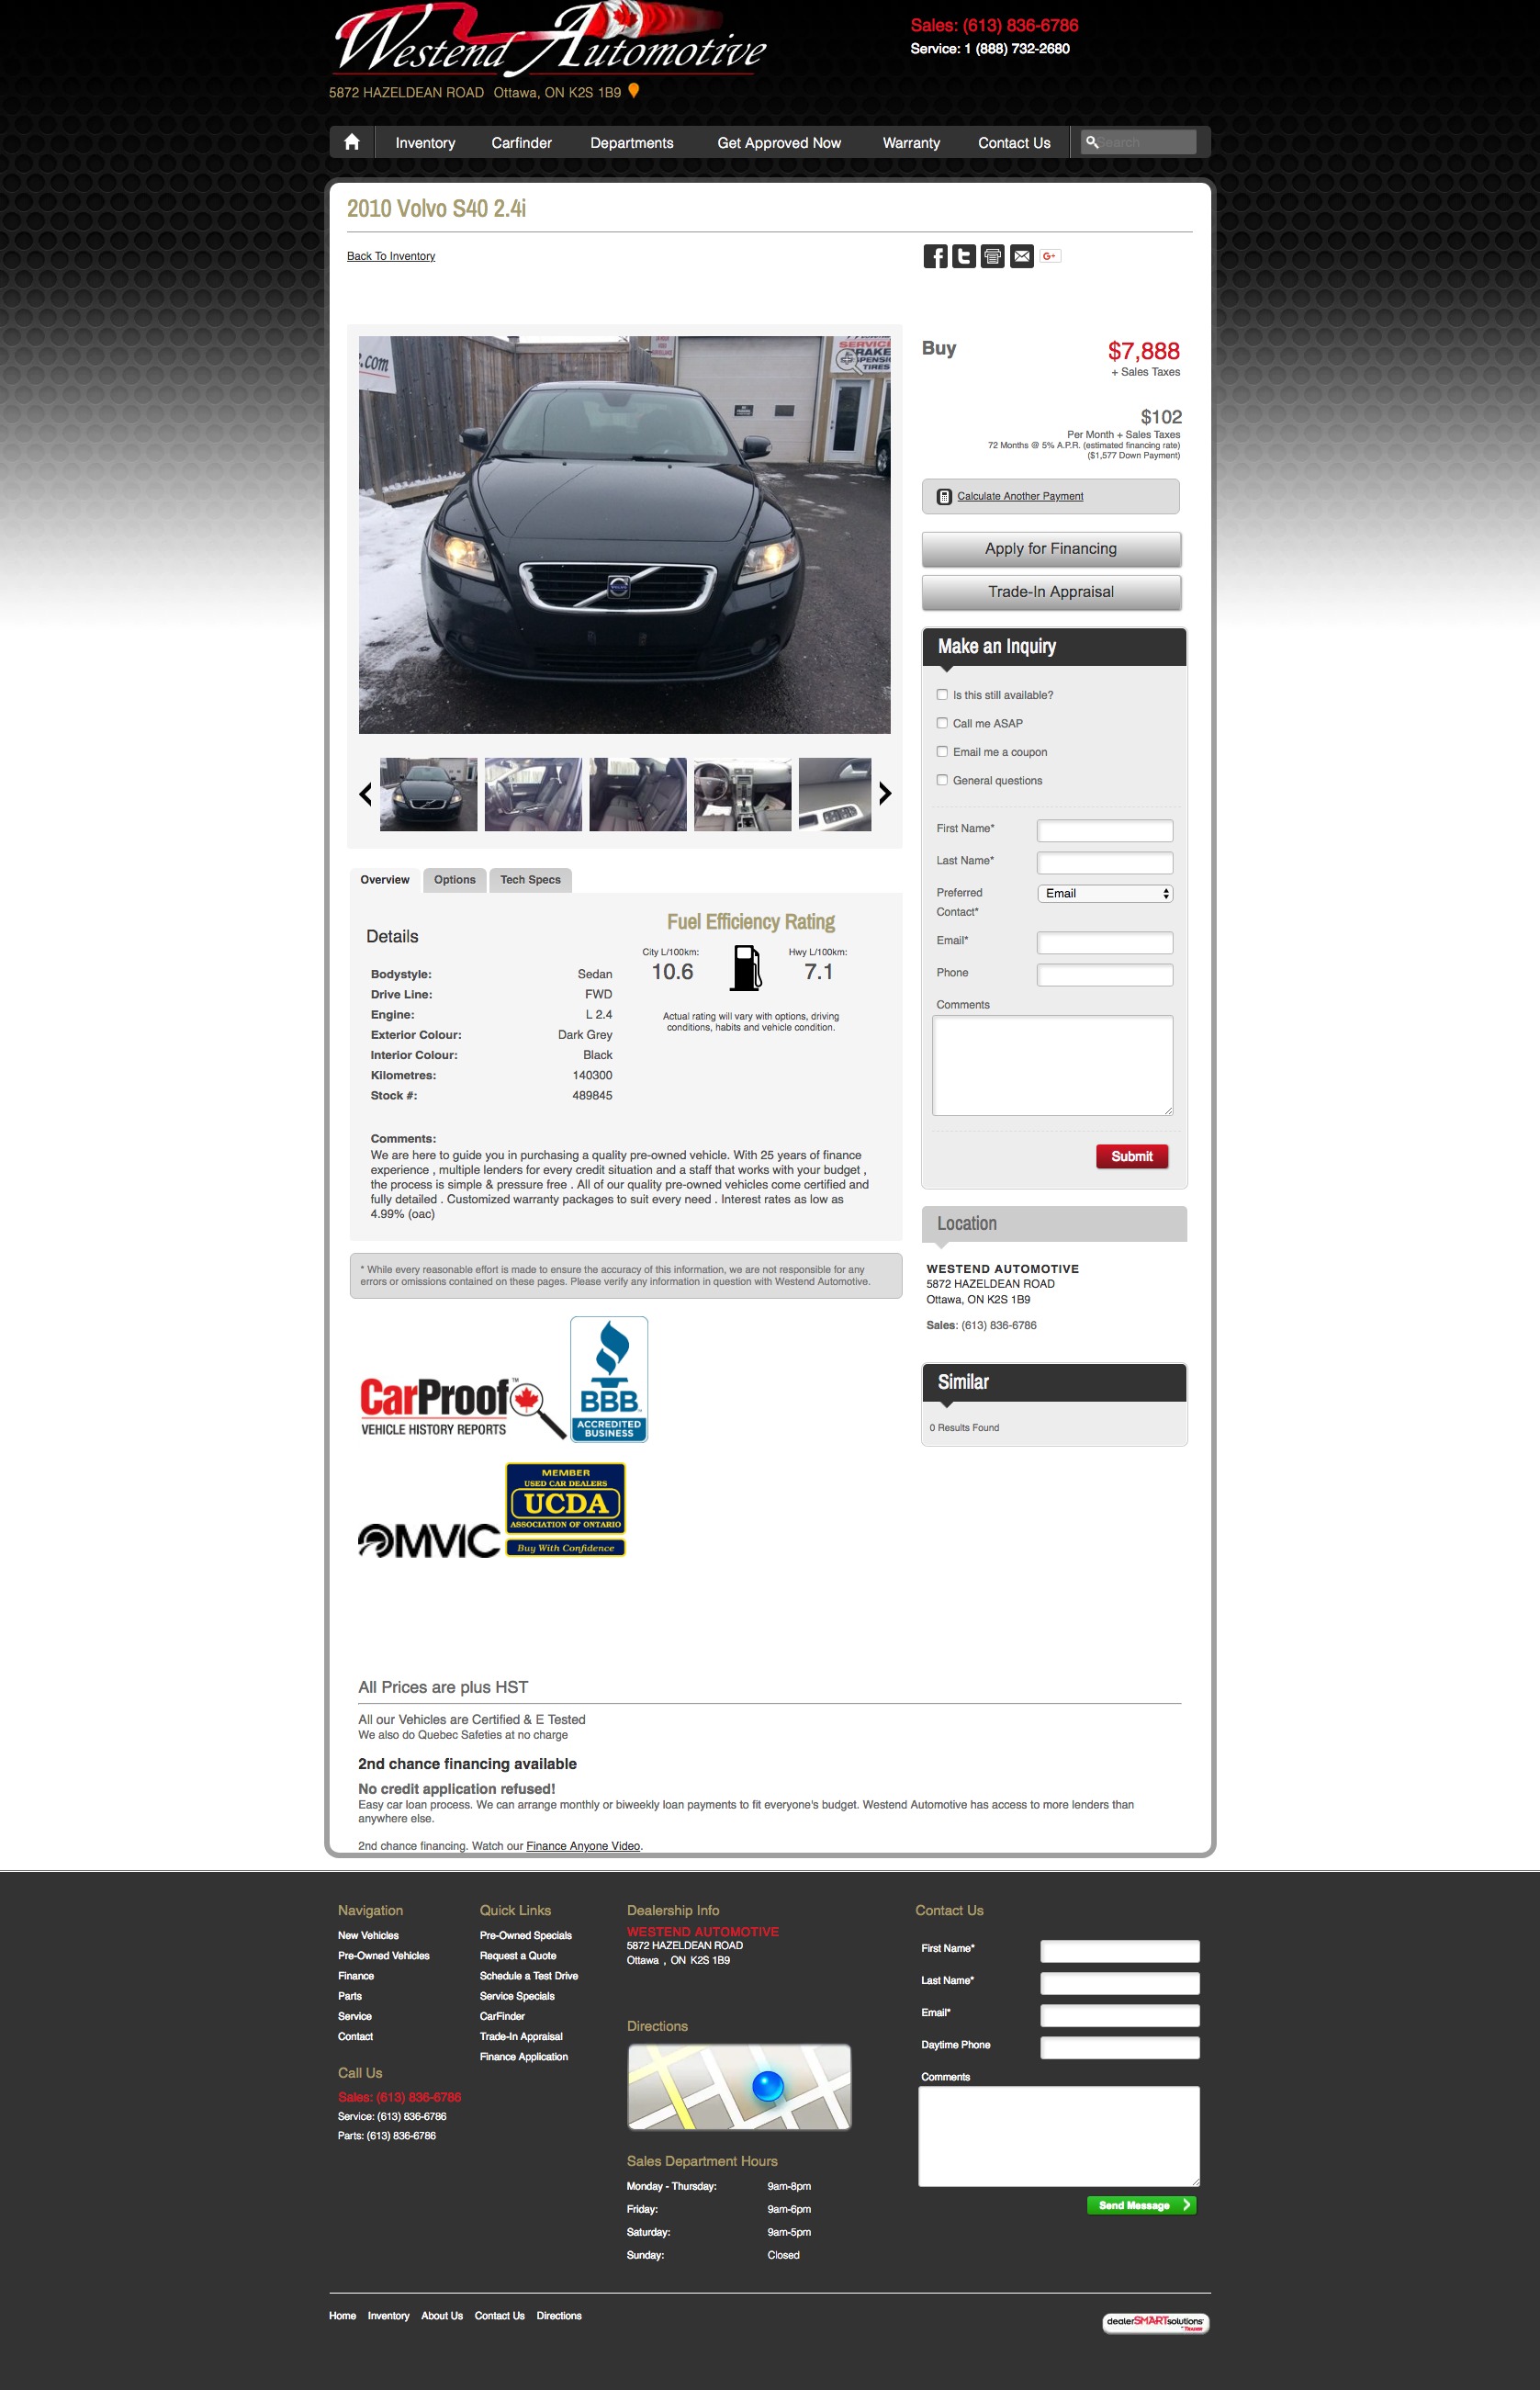 Westend Automotive
Sales: (613) 836-6786
Service: 1 (888) 732-2680
5872 HAZELDEAN ROAD Ottawa, ON K2S 1B9
Inventory Carfinder Departments Get Approved Now Warranty Contact Us Search
2010 Volvo S40 2.4i
Back To Inventory
G+
.com
SERVICE
TIRES
VOLVO
Buy
$7,888
+ Sales Taxes
$102
Per Month + Sales Taxes
72 Months @ 5% A.P.R. (estimated financing rate)
($1,577 Down Payment)
Calculate Another Payment
Apply for Financing
Trade-In Appraisal
Make an Inquiry
Is this still available?
Call me ASAP
Email me a coupon
General questions
First Name*
Last Name*
Preferred Contact* Email
Email*
Phone
Comments
Submit
Overview Options Tech Specs
Details
Bodystyle: Sedan
Drive Line: FWD
Engine: L 2.4
Exterior Colour: Dark Grey
Interior Colour: Black
Kilometres: 140300
Stock #: 489845
Fuel Efficiency Rating
City L/100km: Hwy L/100km:
10.6 7.1
Actual rating will vary with options, driving
conditions, habits and vehicle condition.
Comments:
We are here to guide you in purchasing a quality pre-owned vehicle. With 25 years of finance
experience , multiple lenders for every credit situation and a staff that works with your budget ,
the process is simple & pressure free . All of our quality pre-owned vehicles come certified and
fully detailed . Customized warranty packages to suit every need . Interest rates as low as
4.99% (oac)
* While every reasonable effort is made to ensure the accuracy of this information, we are not responsible for any
errors or omissions contained on these pages. Please verify any information in question with Westend Automotive.
Location
WESTEND AUTOMOTIVE
5872 HAZELDEAN ROAD
Ottawa, ON K2S 1B9
Sales: (613) 836-6786
Similar
0 Results Found
CarProof™
VEHICLE HISTORY REPORTS
BBB
ACCREDITED
BUSINESS
OMVIC
MEMBER
USED CAR DEALERS
UCDA
ASSOCIATION OF ONTARIO
Buy With Confidence
All Prices are plus HST
All our Vehicles are Certified & E Tested
We also do Quebec Safeties at no charge
2nd chance financing available
No credit application refused!
Easy car loan process. We can arrange monthly or biweekly loan payments to fit everyone's budget. Westend Automotive has access to more lenders than
anywhere else.
2nd chance financing. Watch our Finance Anyone Video.
Navigation
New Vehicles
Pre-Owned Vehicles
Finance
Parts
Service
Contact
Call Us
Sales: (613) 836-6786
Service: (613) 836-6786
Parts: (613) 836-6786
Quick Links
Pre-Owned Specials
Request a Quote
Schedule a Test Drive
Service Specials
CarFinder
Trade-In Appraisal
Finance Application
Dealership Info
WESTEND AUTOMOTIVE
5872 HAZELDEAN ROAD
Ottawa , ON K2S 1B9
Directions
Sales Department Hours
Monday - Thursday: 9am-8pm
Friday: 9am-6pm
Saturday: 9am-5pm
Sunday: Closed
Contact Us
First Name*
Last Name*
Email*
Daytime Phone
Comments
Send Message
Home Inventory About Us Contact Us Directions
dealerSMARTsolutions